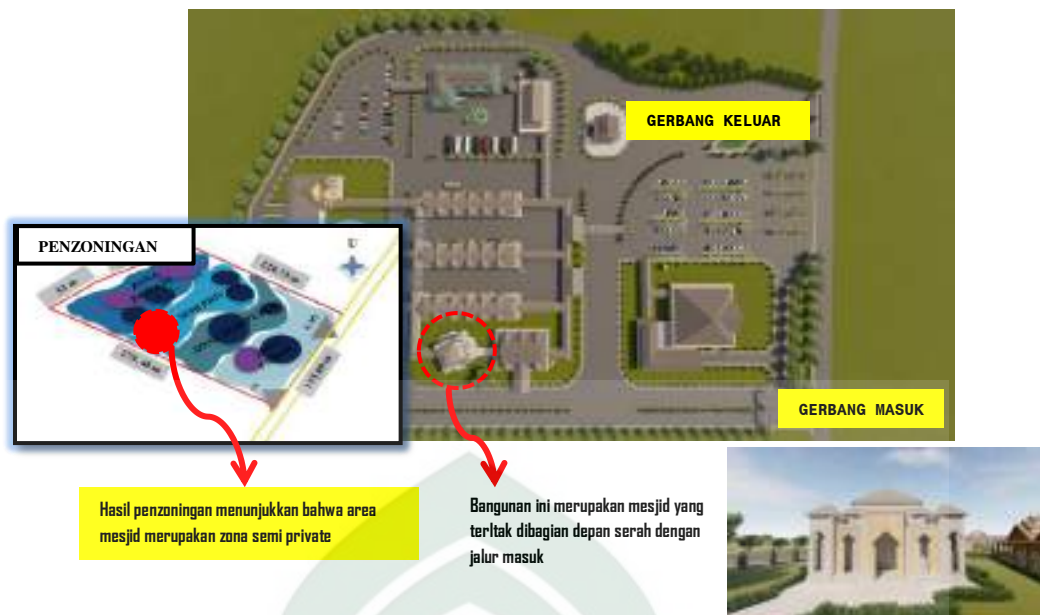 GERBANG KELUAR
PENZONINGAN
U
GERBANG MASUK
Hasil penzoningan menunjukkan bahwa area
mesjid merupakan zona semi private
Bangunan ini merupakan mesjid yang
terltak dibagian depan serah dengan
jalur masuk